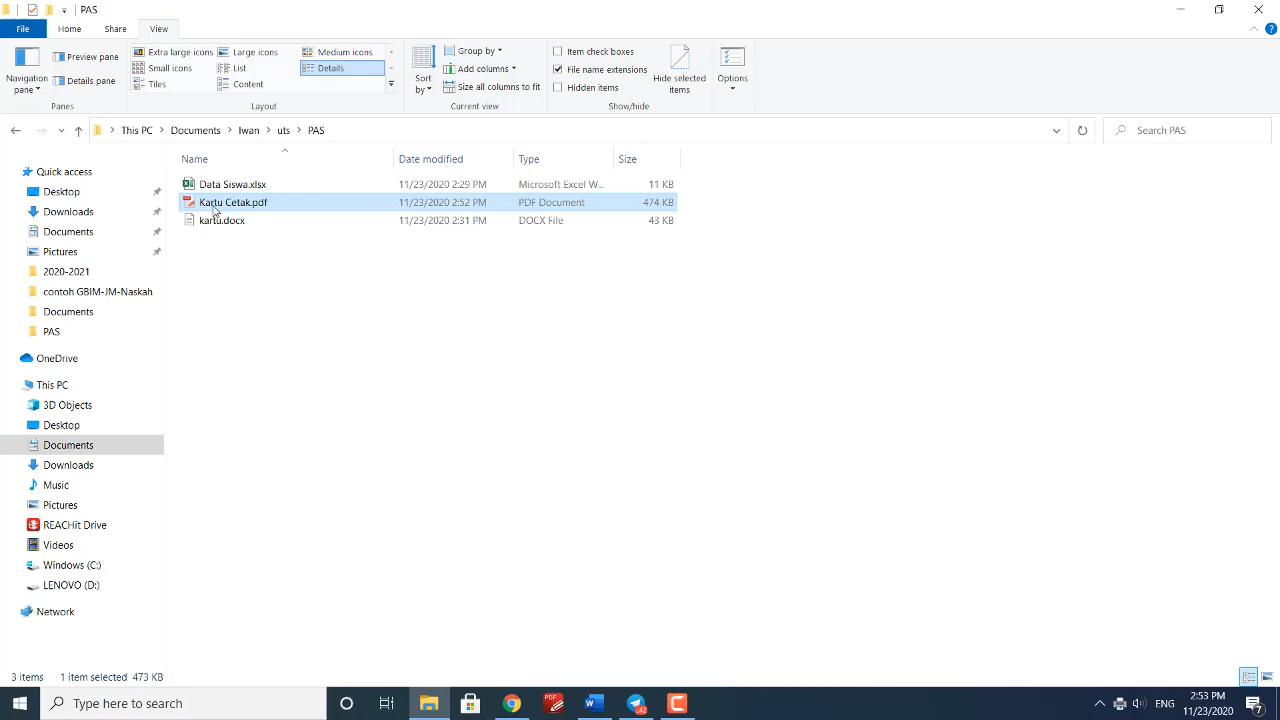 PAS
File Home Share View
Navigation pane
Preview pane
Details pane
Panes
Extra large icons Large icons Medium icons
Small icons List Details
Tiles Content
Layout
Sort by
Group by
Add columns
Size all columns to fit
Current view
Item check boxes
File name extensions
Hidden items
Hide selected items
Show/hide
Options
This PC Documents Iwan uts PAS
Search PAS
Name Date modified Type Size
Data Siswa.xlsx 11/23/2020 2:29 PM Microsoft Excel W... 11 KB
Kartu Cetak.pdf 11/23/2020 2:52 PM PDF Document 474 KB
kartu.docx 11/23/2020 2:31 PM DOCX File 43 KB
Quick access
Desktop
Downloads
Documents
Pictures
2020-2021
contoh GBIM-JM-Naskah
Documents
PAS
OneDrive
This PC
3D Objects
Desktop
Documents
Downloads
Music
Pictures
REACHit Drive
Videos
Windows (C:)
LENOVO (D:)
Network
3 items 1 item selected 473 KB
Type here to search
PDF
W
42
ENG
2:53 PM
11/23/2020
7